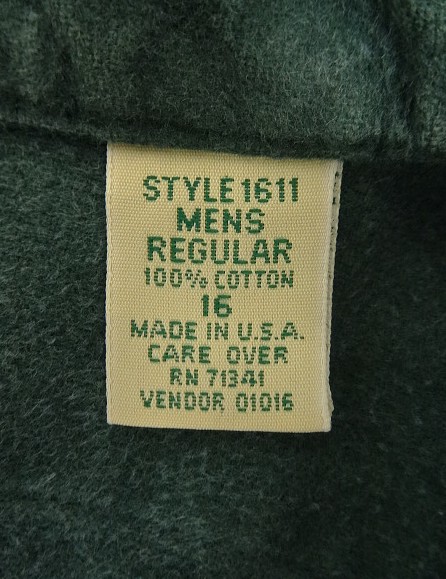 STYLE 1611
MENS
REGULAR
100% COTTON
16
MADE IN U.S.A.
CARE OVER
RN 71341
VENDOR 01016